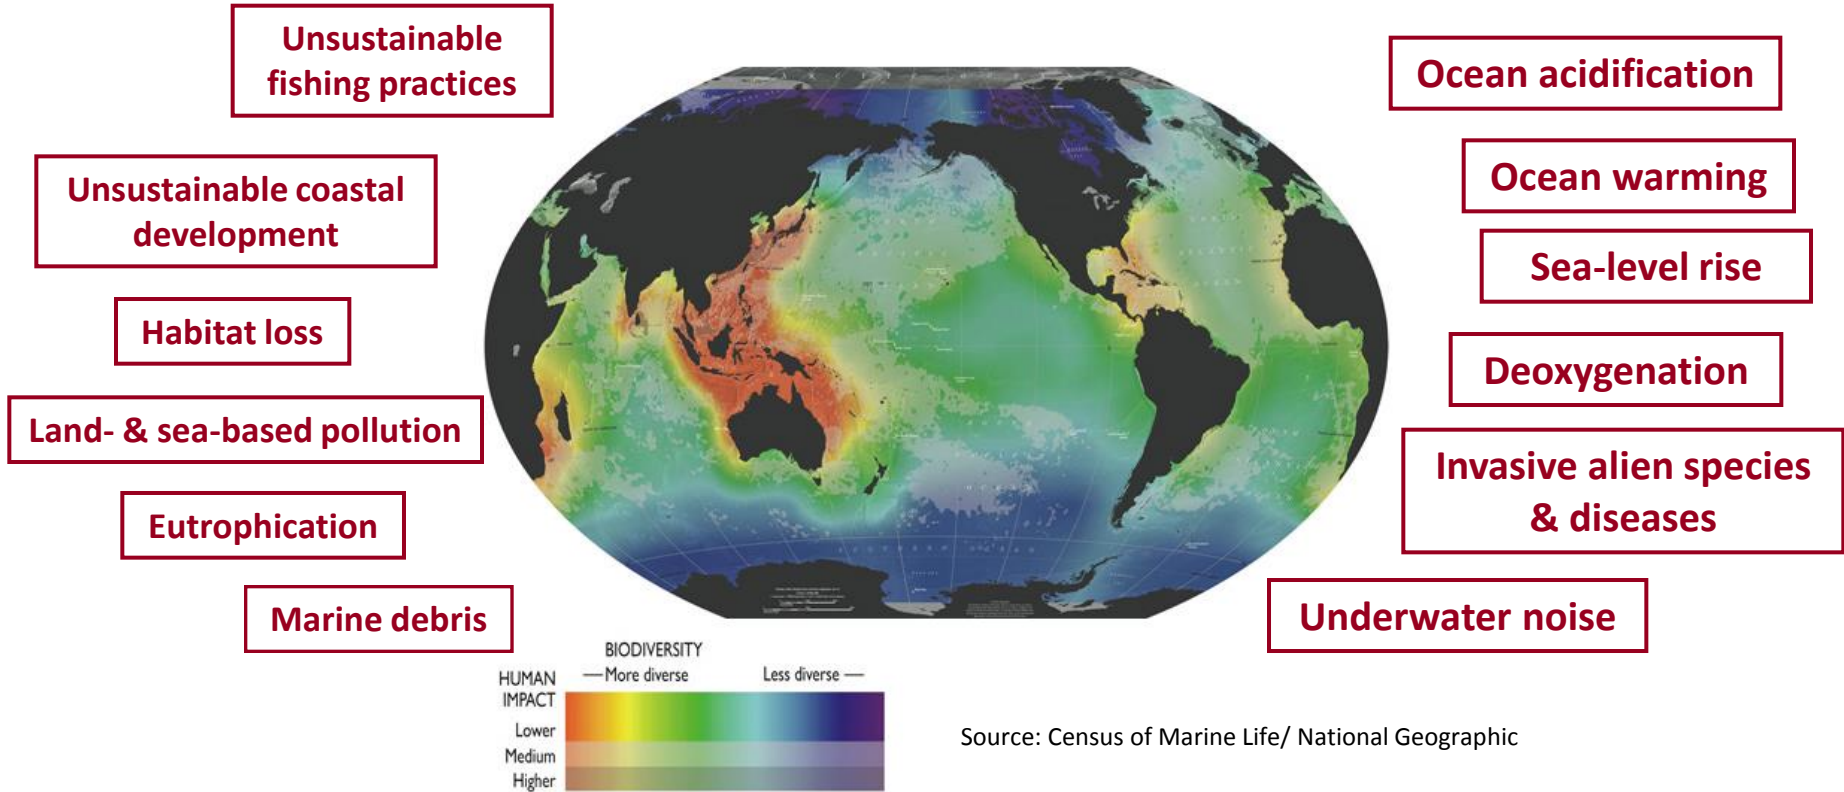 Unsustainable
fishing practices
Unsustainable coastal
development
Habitat loss
Land- & sea-based pollution
Eutrophication
Marine debris
Ocean acidification
Ocean warming
Sea-level rise
Deoxygenation
Invasive alien species
& diseases
Underwater noise
BIODIVERSITY
More diverse
Less diverse
HUMAN
IMPACT
Lower
Medium
Higher
Source: Census of Marine Life/ National Geographic